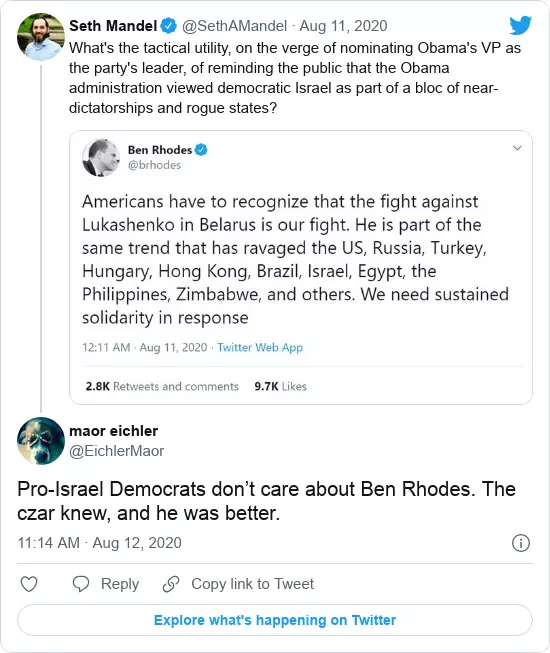 Seth Mandel @SethAMandel · Aug 11, 2020
What's the tactical utility, on the verge of nominating Obama's VP as
the party's leader, of reminding the public that the Obama
administration viewed democratic Israel as part of a bloc of near-
dictatorships and rogue states?
Ben Rhodes
@brhodes
Americans have to recognize that the fight against
Lukashenko in Belarus is our fight. He is part of the
same trend that has ravaged the US, Russia, Turkey,
Hungary, Hong Kong, Brazil, Israel, Egypt, the
Philippines, Zimbabwe, and others. We need sustained
solidarity in response
12:11 AM · Aug 11, 2020 · Twitter Web App
2.8K Retweets and comments 9.7K Likes
maor eichler
@EichlerMaor
Pro-Israel Democrats don’t care about Ben Rhodes. The
czar knew, and he was better.
11:14 AM · Aug 12, 2020
Reply Copy link to Tweet
Explore what's happening on Twitter